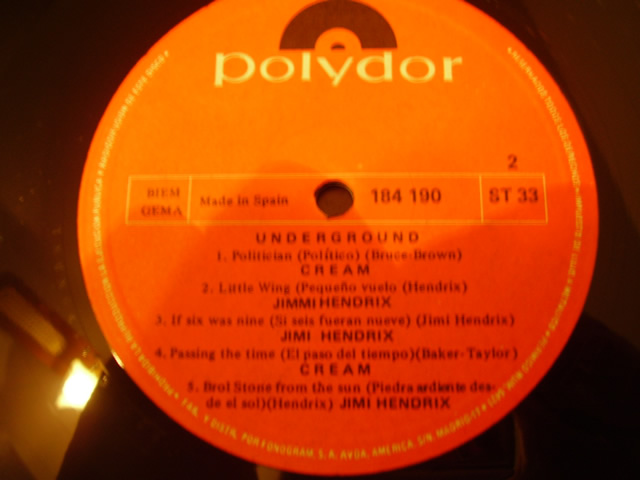 polydor
2
BIEM
GEMA
Made in Spain
184 190
ST 33
UNDERGROUND
1. Politician (Político) (Bruce-Brown)
CREAM
2. Little Wing (Pequeño vuelo (Hendrix)
JIMMI HENDRIX
3. If six was nine (Si seis fueran nueve) (Jimi Hendrix)
JIMI HENDRIX
4. Passing the time (El paso del tiempo)(Baker-Taylor)
CREAM
5. Brol Stone from the sun (Piedra ardiente des-
de el sol)(Hendrix) JIMI HENDRIX
FAB. Y DISTR. POR FONOGRAM, S. A. AVDA. AMERICA, S/N. MADRID-17